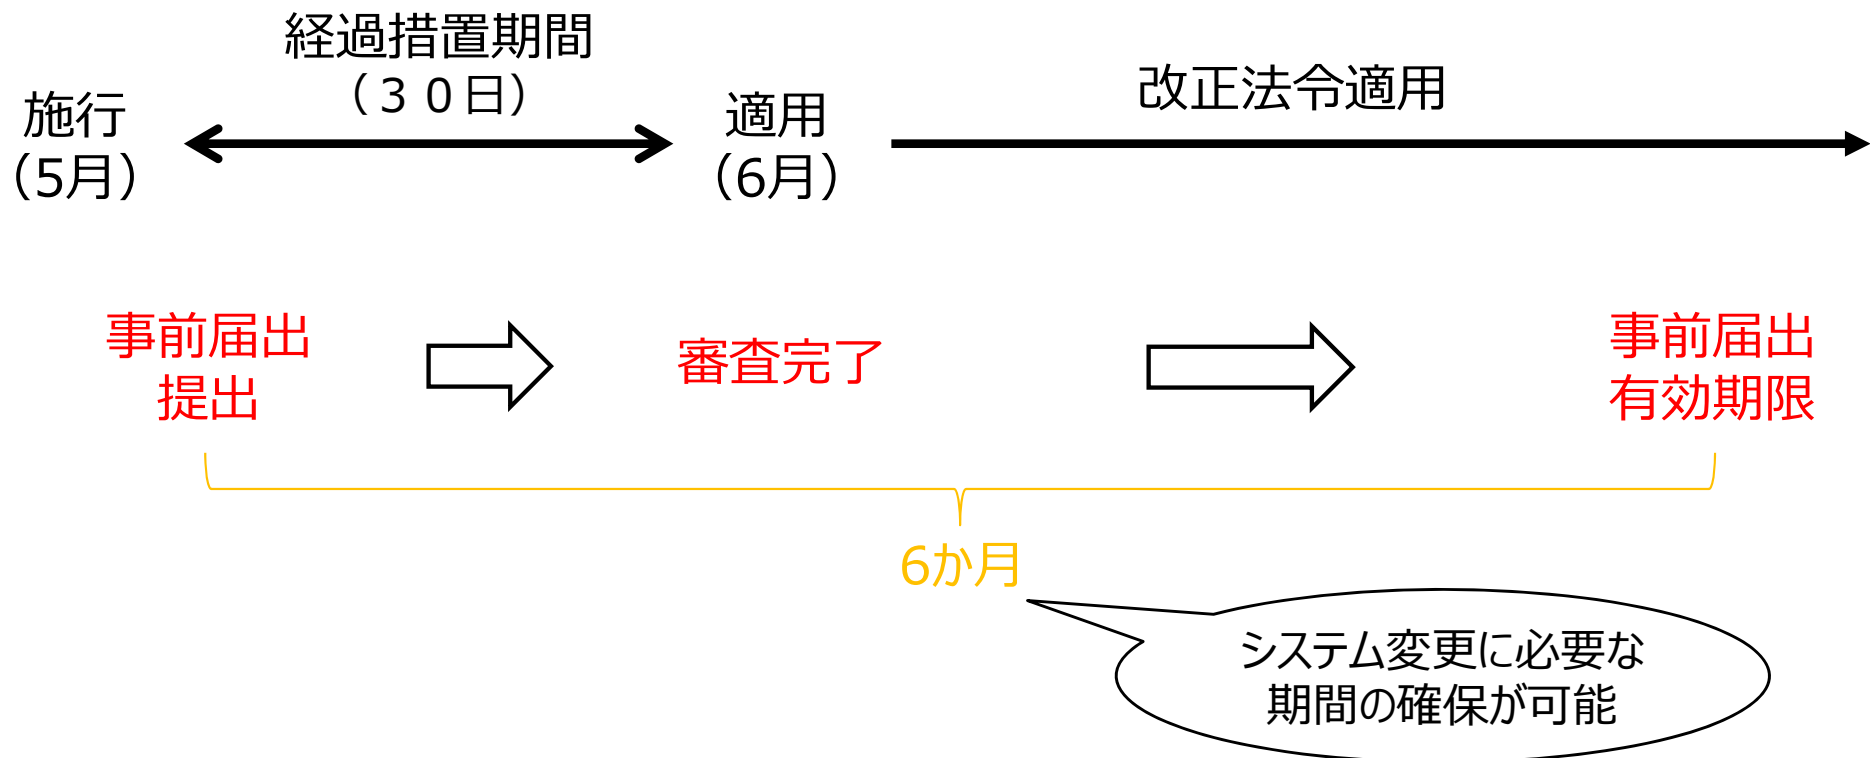 経過措置期間
（３０日）
施行
（5月）
適用
（6月）
改正法令適用
事前届出
提出
審査完了
事前届出
有効期限
6か月
システム変更に必要な
期間の確保が可能